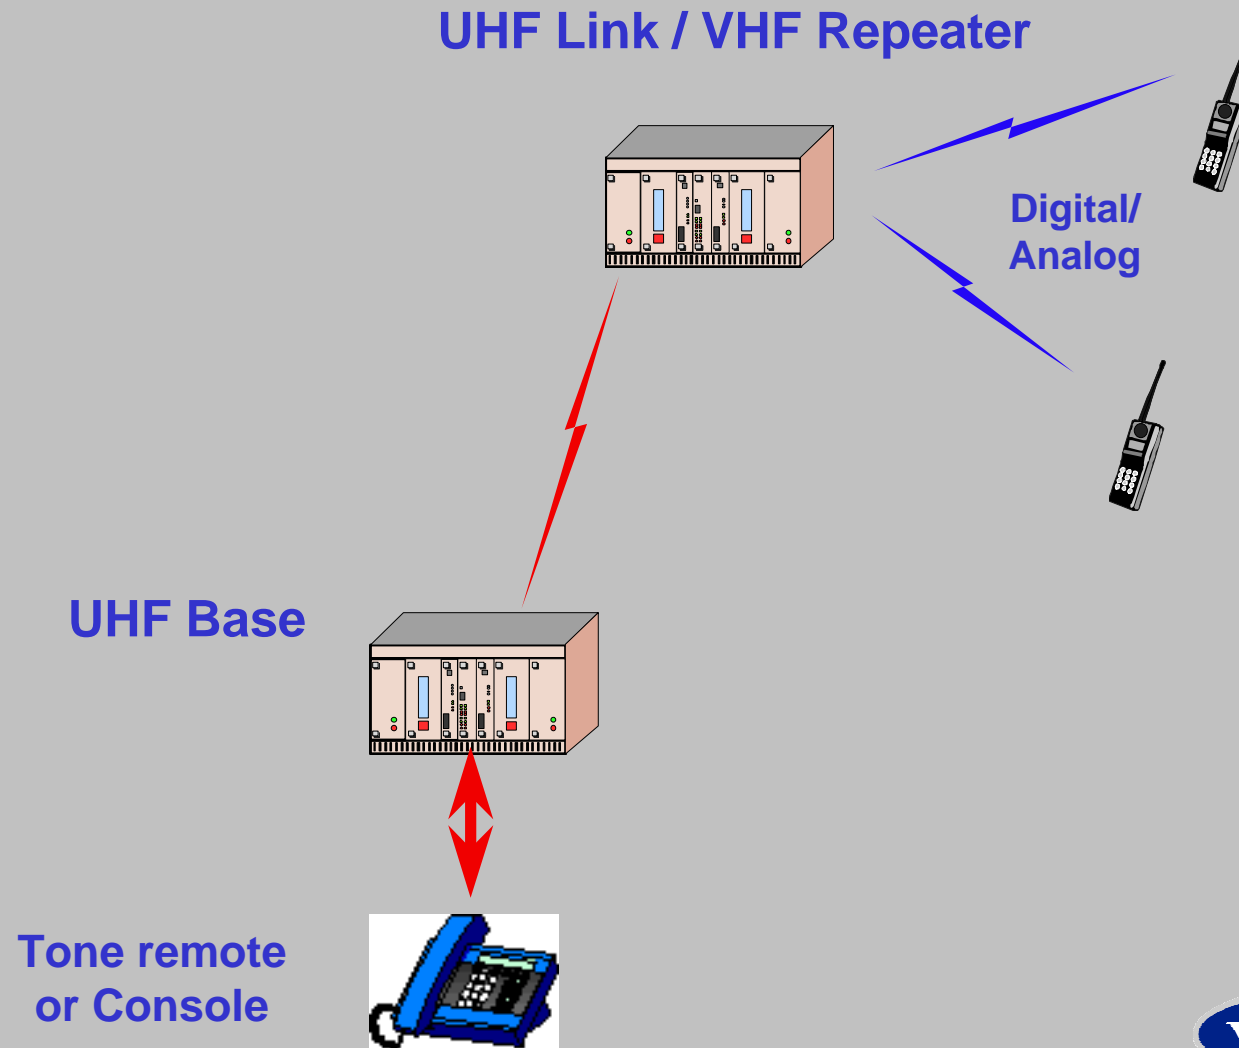 UHF Link / VHF Repeater
Digital/
Analog
UHF Base
Tone remote
or Console